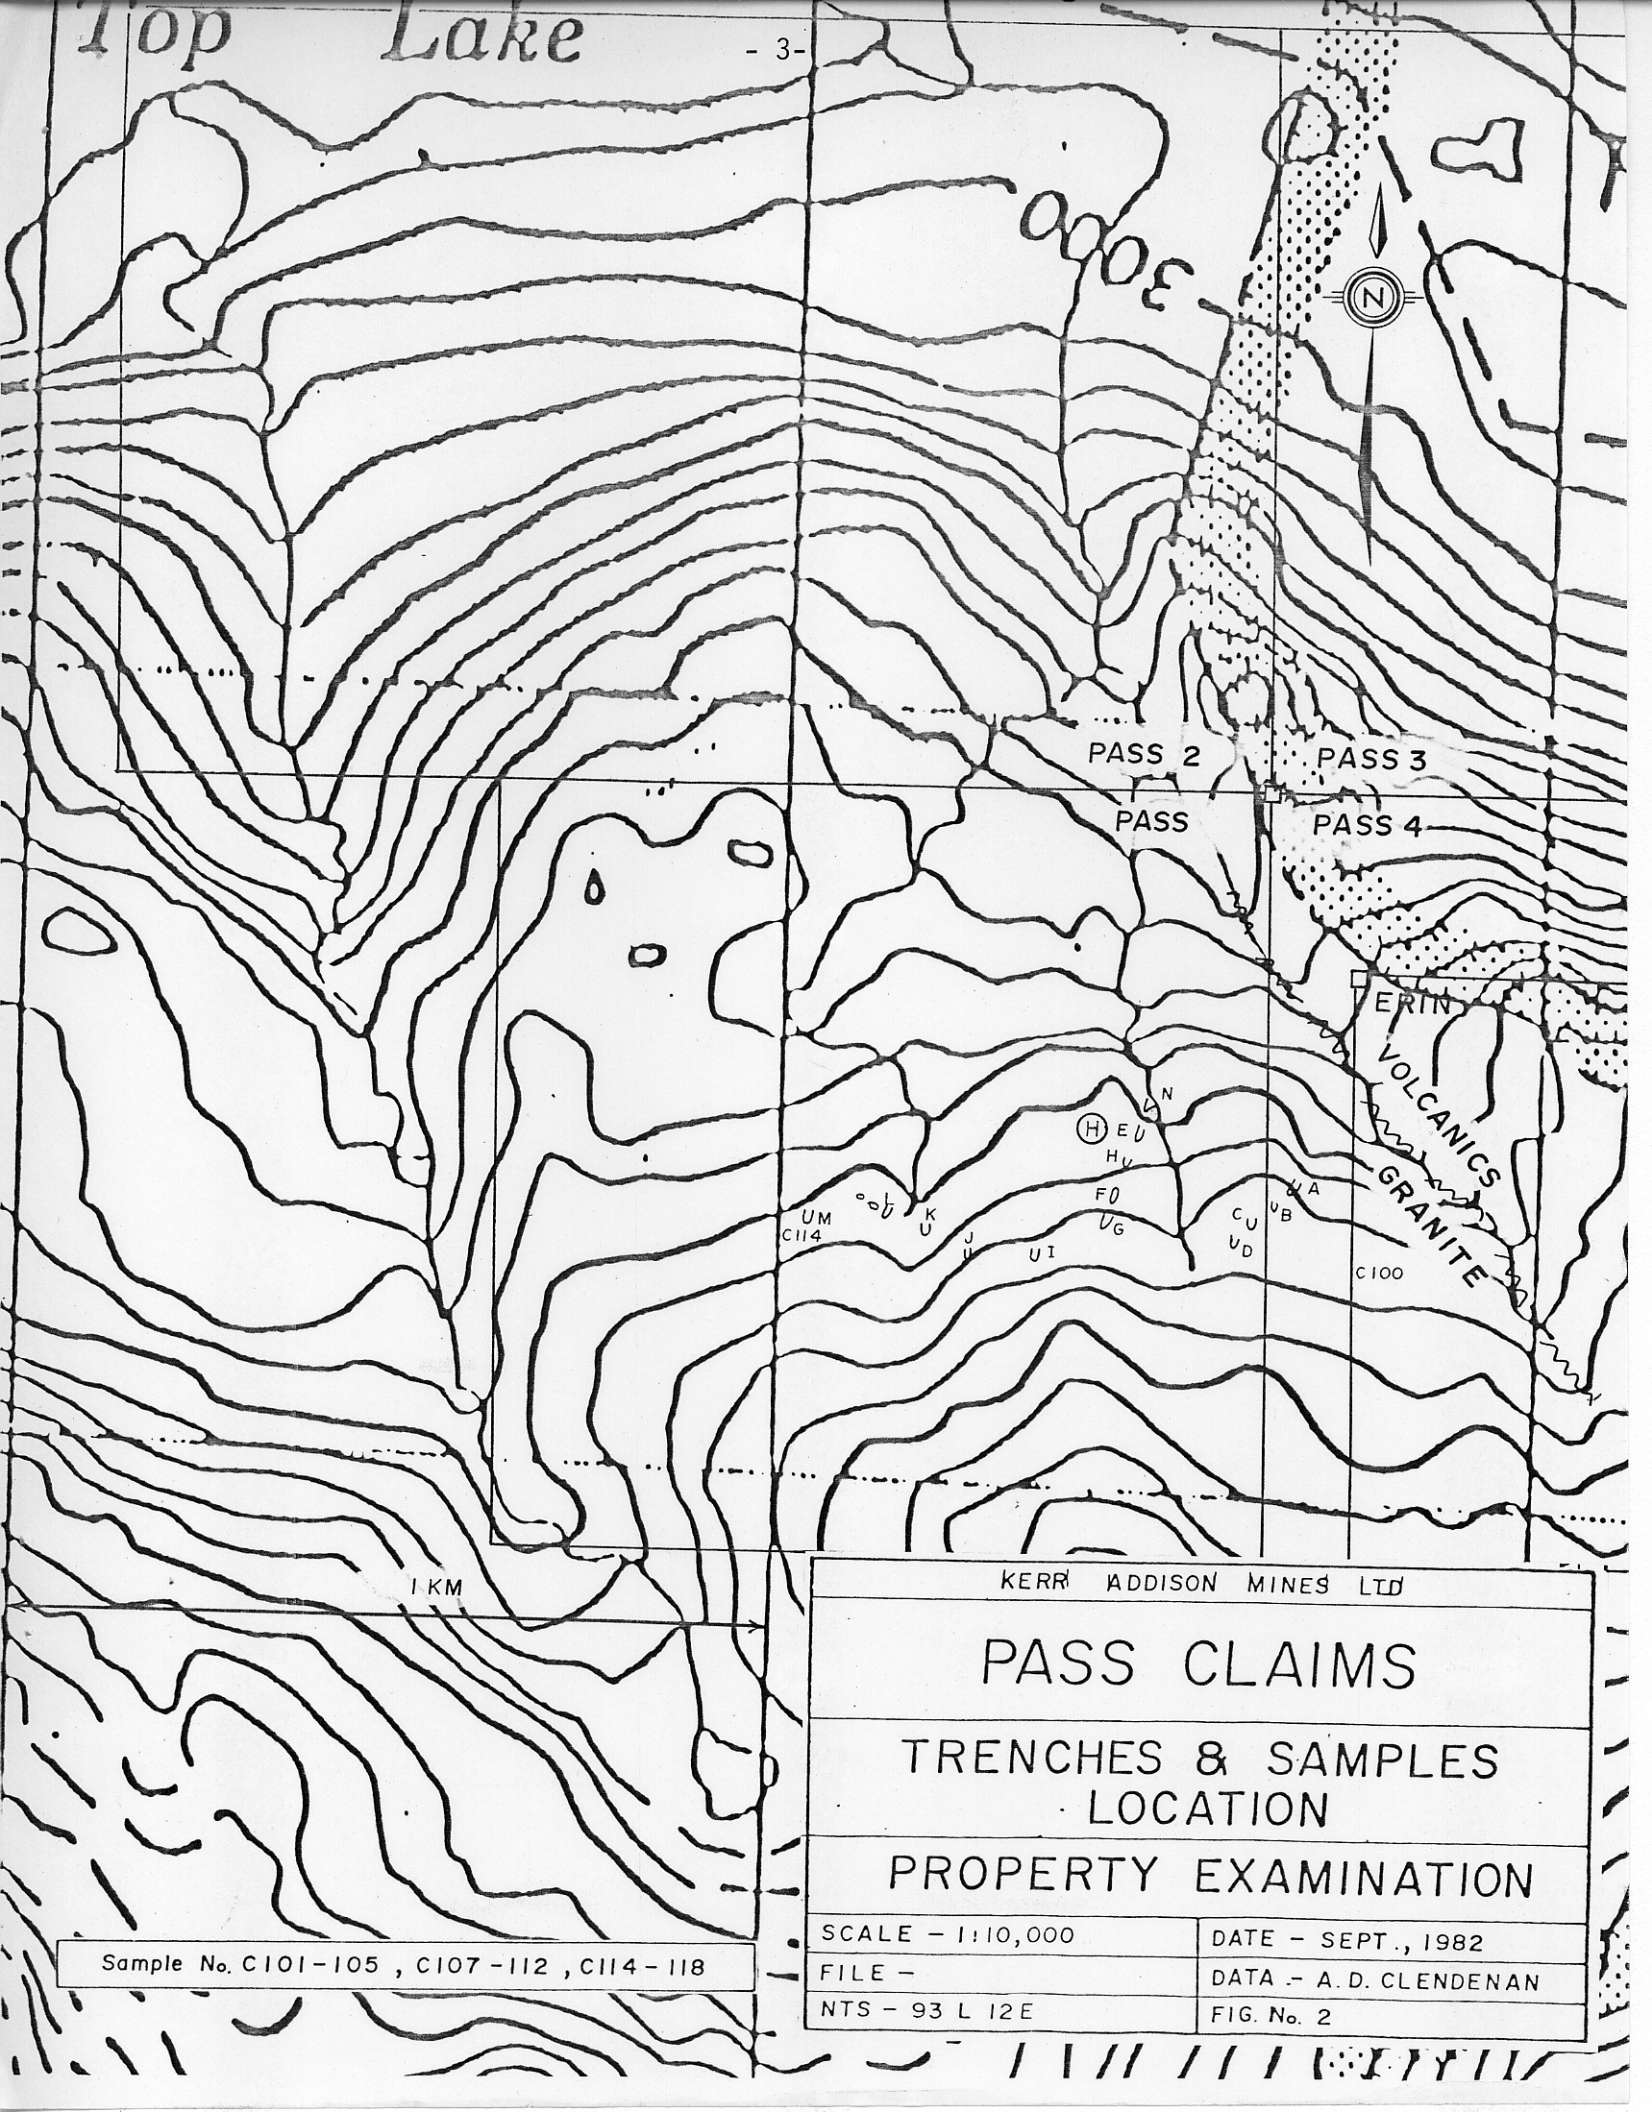 Top Lake
- 3-
3000
N
PASS 2
PASS 3
PASS
PASS 4
ERIN
VOLCANICS
GRANITE
N
H
E
H
F
G
A
B
C
D
L
K
J
I
M
C114
C100
1 KM
KERR ADDISON MINES LTD
PASS CLAIMS
TRENCHES & SAMPLES
LOCATION
PROPERTY EXAMINATION
SCALE – 1:10,000
DATE – SEPT., 1982
FILE –
DATA – A.D. CLENDENAN
NTS – 93 L 12E
FIG. No. 2
Sample No. C101-105 , C107-112 , C114-118